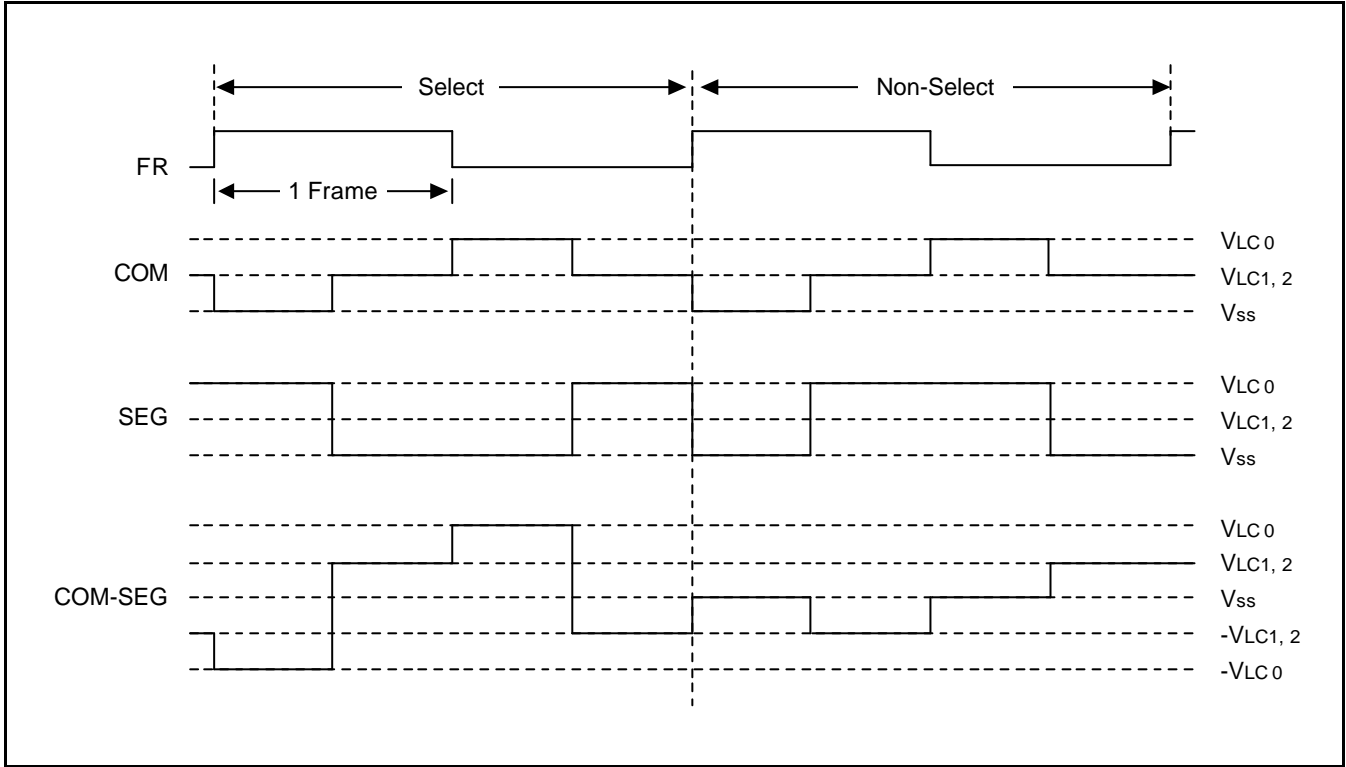 Select
Non-Select
FR
1 Frame
COM
VLC 0
VLC1, 2
Vss
SEG
VLC 0
VLC1, 2
Vss
COM-SEG
VLC 0
VLC1, 2
Vss
-VLC1, 2
-VLC 0